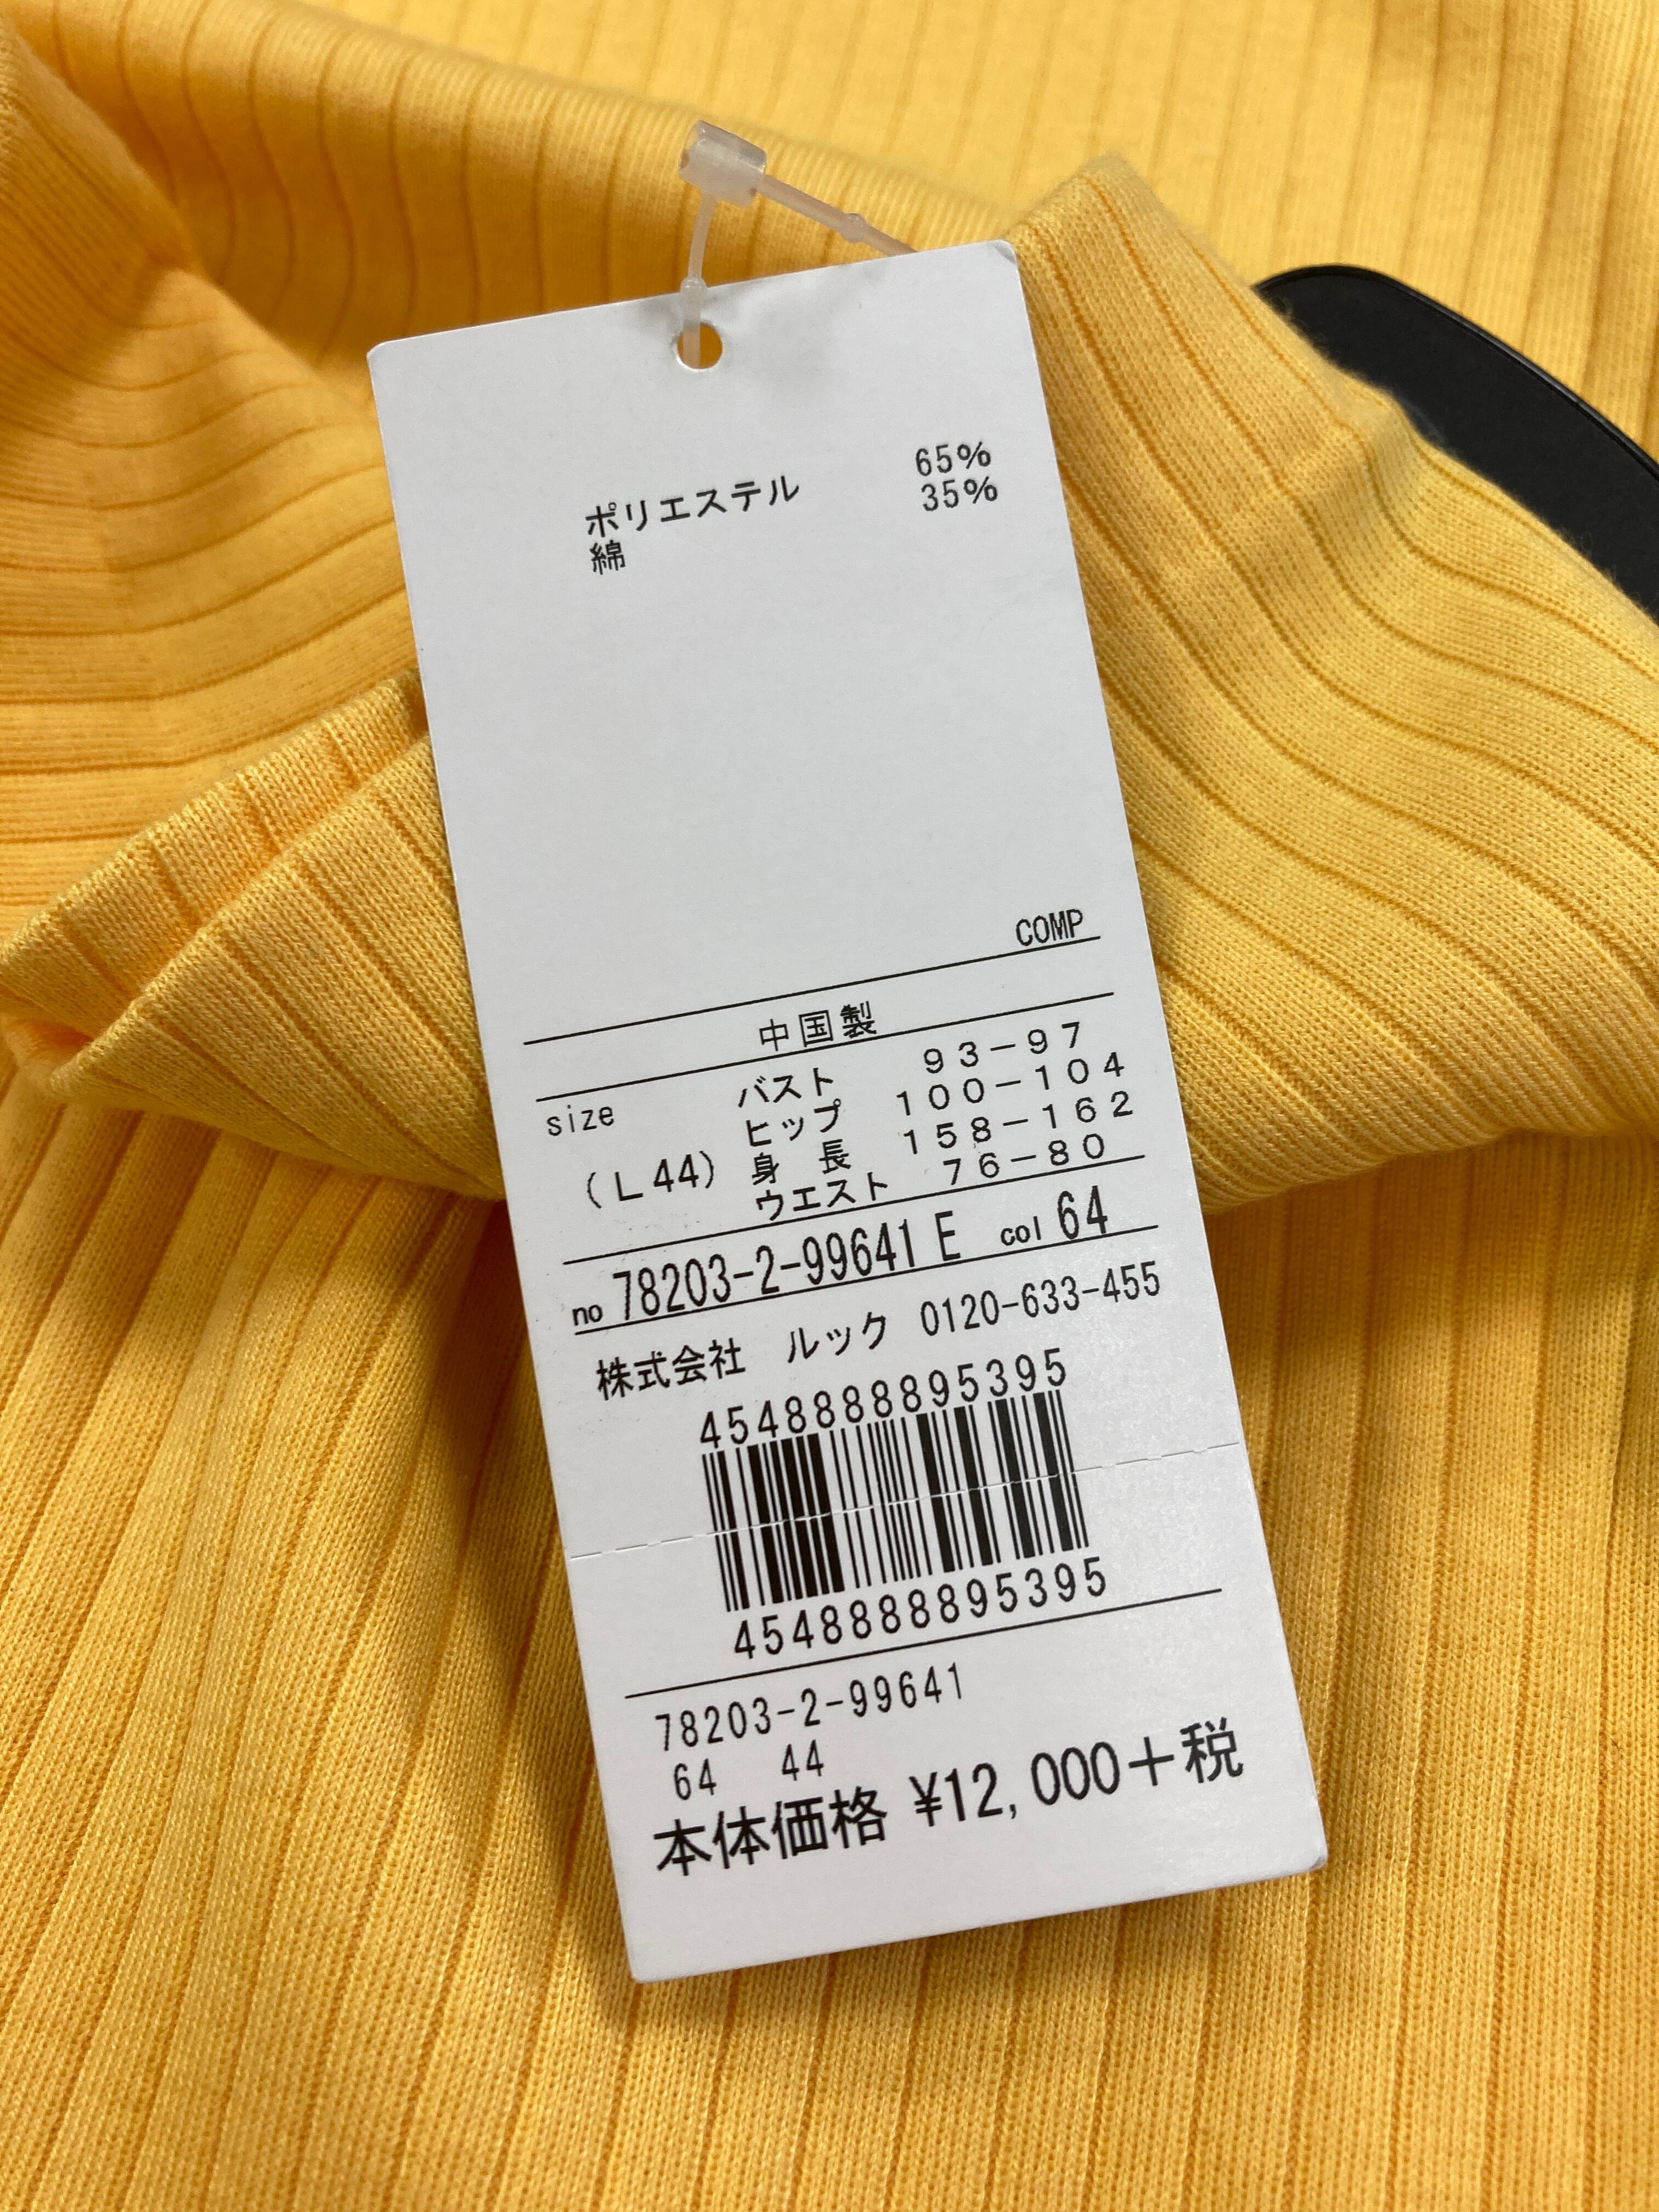 ポリエステル 65%
綿 35%
COMP
中国製
size
(L44)
バスト 93-97
ヒップ 100-104
身 長 158-162
ウエスト 76-80
no 78203-2-99641 E col 64
株式会社 ルック 0120-633-455
4548888895395
4548888895395
78203-2-99641
64 44
本体価格 ¥12,000+税